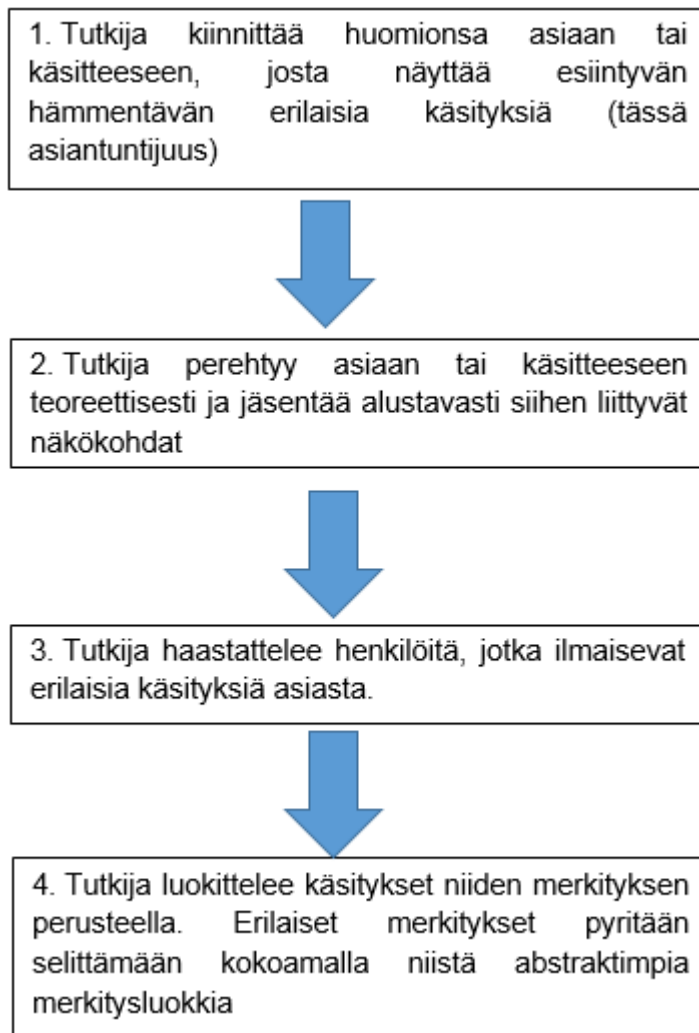 1. Tutkija kiinnittää huomionsa asiaan tai
käsitteeseen, josta näyttää esiintyvän
hämmentävän erilaisia käsityksiä (tässä
asiantuntijuus)
2. Tutkija perehtyy asiaan tai käsitteeseen
teoreettisesti ja jäsentää alustavasti siihen liittyvät
näkökohdat
3. Tutkija haastattelee henkilöitä, jotka ilmaisevat
erilaisia käsityksiä asiasta.
4. Tutkija luokittelee käsitykset niiden merkityksen
perusteella. Erilaiset merkitykset pyritään
selittämään kokoamalla niistä abstraktimpia
merkitysluokkia